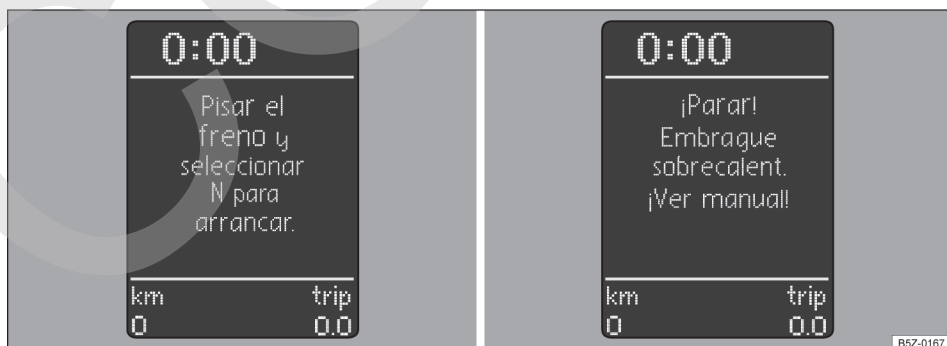 0:00
Pisar el
freno y
seleccionar
N para
arrancar.
km trip
0 0.0
0:00
¡Parar!
Embrague
sobrecalent.
¡Ver manual!
km trip
0 0.0
B5Z-0167